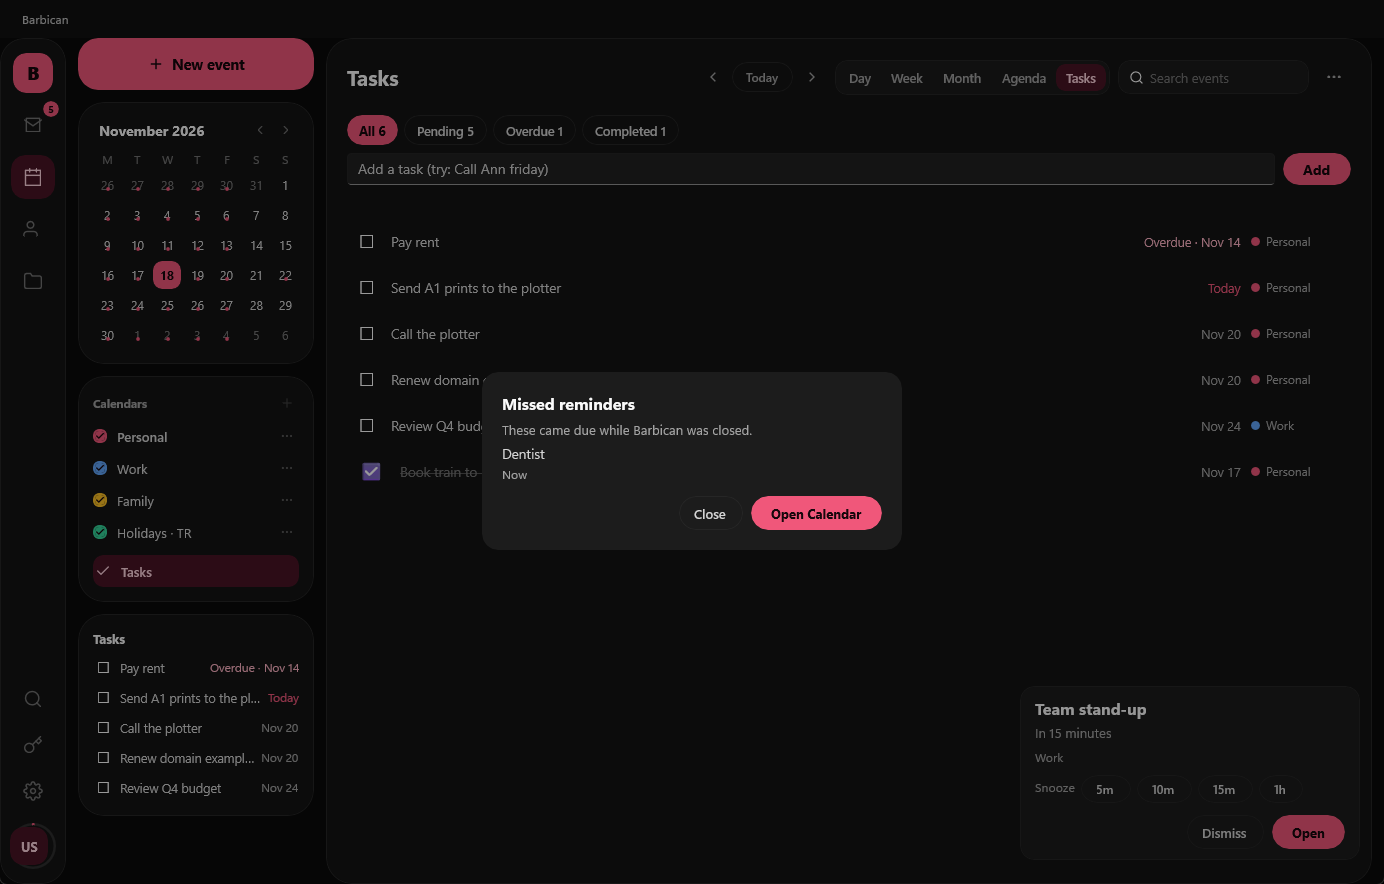 Barbican
B
5
US
+ New event
November 2026
M T W T F S S
26 27 28 29 30 31 1
2 3 4 5 6 7 8
9 10 11 12 13 14 15
16 17 18 19 20 21 22
23 24 25 26 27 28 29
30 1 2 3 4 5 6
Calendars
Personal
Work
Family
Holidays · TR
Tasks
Tasks
Pay rent Overdue · Nov 14
Send A1 prints to the pl... Today
Call the plotter Nov 20
Renew domain exampl... Nov 20
Review Q4 budget Nov 24
Tasks
Today
Day Week Month Agenda Tasks
Search events
All 6 Pending 5 Overdue 1 Completed 1
Add a task (try: Call Ann friday)
Add
Pay rent Overdue · Nov 14 Personal
Send A1 prints to the plotter Today Personal
Call the plotter Nov 20 Personal
Renew domain Nov 20 Personal
Review Q4 Nov 24 Work
Book train to Nov 17 Personal
Missed reminders
These came due while Barbican was closed.
Dentist
Now
Close Open Calendar
Team stand-up
In 15 minutes
Work
Snooze 5m 10m 15m 1h
Dismiss Open